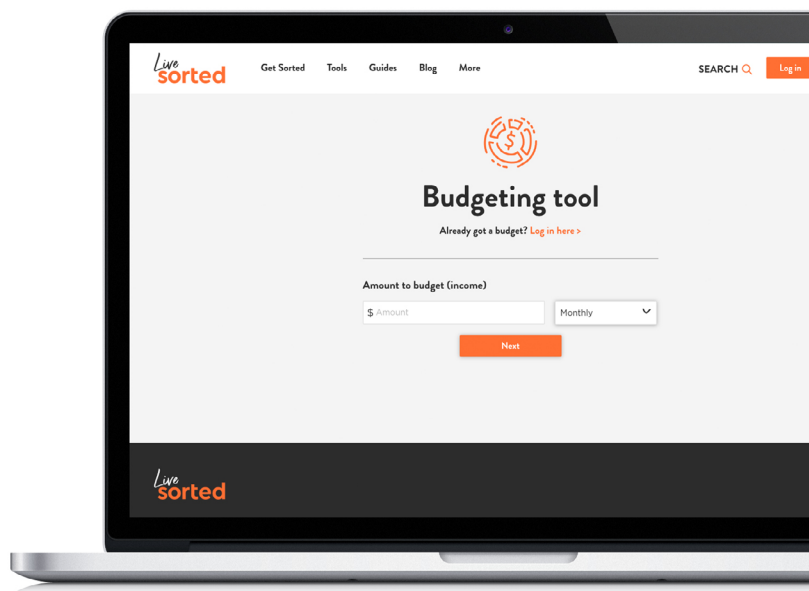 Live
sorted
Get Sorted Tools Guides Blog More
SEARCH Log in
$
Budgeting tool
Already got a budget? Log in here >
Amount to budget (income)
$ Amount Monthly
Next
Live
sorted